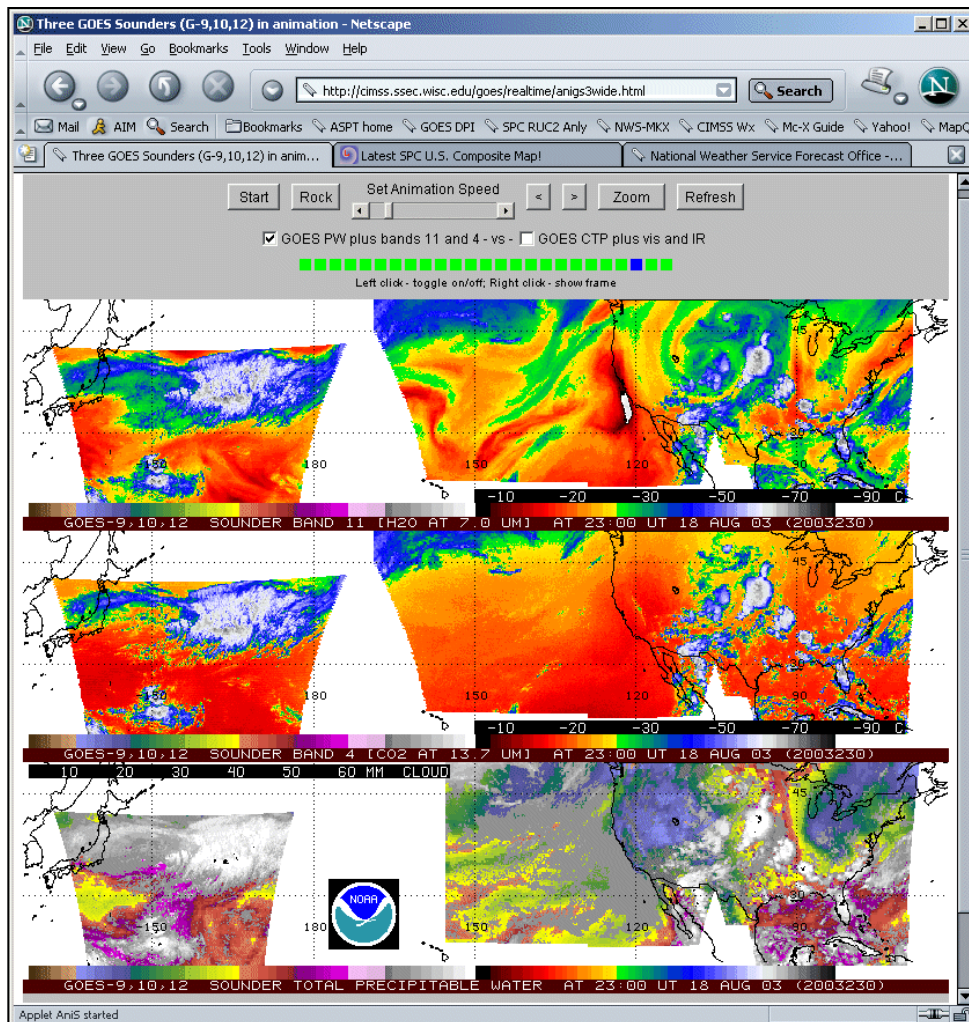 Three GOES Sounders (G-9,10,12) in animation - Netscape
File Edit View Go Bookmarks Tools Window Help
http://cimss.ssec.wisc.edu/goes/realtime/anigs3wide.html Search N
Mail AIM Search Bookmarks ASPT home GOES DPI SPC RUC2 Anly NWS-MKX CIMSS Wx Mc-X Guide Yahoo! MapQ
Three GOES Sounders (G-9,10,12) in anim... Latest SPC U.S. Composite Map! National Weather Service Forecast Office -...
Start Rock Set Animation Speed < > Zoom Refresh
GOES PW plus bands 11 and 4 - vs - GOES CTP plus vis and IR
Left click - toggle on/off; Right click - show frame
45
30
-150 180 150 120 90
-10 -20 -30 -40 -50 -60 -70 -90 C
GOES-9,10,12 SOUNDER BAND 11 [H2O AT 7.0 UM] AT 23:00 UT 18 AUG 03 (2003230)
45
30
-150 180 150 120 90
-10 -20 -30 -40 -50 -60 -70 -90 C
GOES-9,10,12 SOUNDER BAND 4 [CO2 AT 13.7 UM] AT 23:00 UT 18 AUG 03 (2003230)
10 20 30 40 50 60 MM CLOUD
45
30
NOAA
-150 180 150 120 90
GOES-9,10,12 SOUNDER TOTAL PRECIPITABLE WATER AT 23:00 UT 18 AUG 03 (2003230)
Applet AniS started